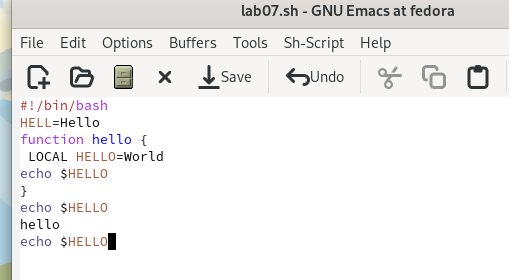 lab07.sh - GNU Emacs at fedora
File Edit Options Buffers Tools Sh-Script Help
Save Undo
#!/bin/bash
HELL=Hello
function hello {
 LOCAL HELLO=World
echo $HELLO
}
echo $HELLO
hello
echo $HELLO